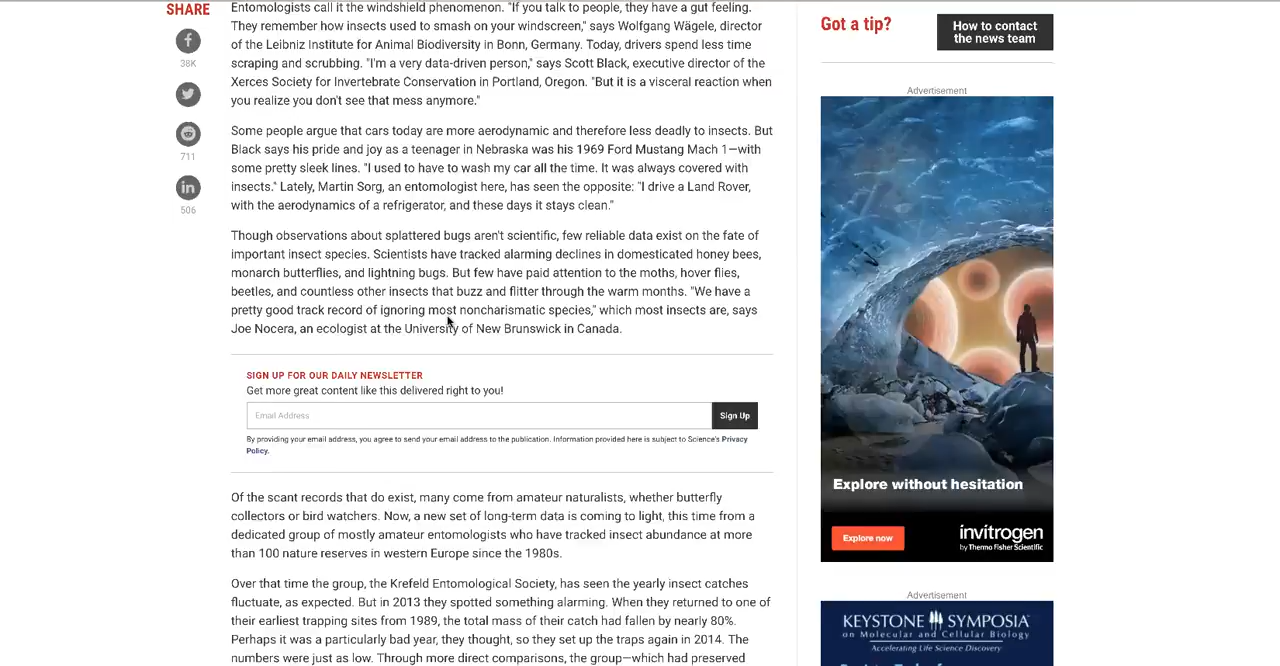 SHARE
38K
711
506
Entomologists call it the windshield phenomenon. "If you talk to people, they have a gut feeling.
They remember how insects used to smash on your windscreen," says Wolfgang Wägele, director
of the Leibniz Institute for Animal Biodiversity in Bonn, Germany. Today, drivers spend less time
scraping and scrubbing. "I'm a very data-driven person," says Scott Black, executive director of the
Xerces Society for Invertebrate Conservation in Portland, Oregon. "But it is a visceral reaction when
you realize you don't see that mess anymore."
Some people argue that cars today are more aerodynamic and therefore less deadly to insects. But
Black says his pride and joy as a teenager in Nebraska was his 1969 Ford Mustang Mach 1—with
some pretty sleek lines. "I used to have to wash my car all the time. It was always covered with
insects." Lately, Martin Sorg, an entomologist here, has seen the opposite: "I drive a Land Rover,
with the aerodynamics of a refrigerator, and these days it stays clean."
Though observations about splattered bugs aren't scientific, few reliable data exist on the fate of
important insect species. Scientists have tracked alarming declines in domesticated honey bees,
monarch butterflies, and lightning bugs. But few have paid attention to the moths, hover flies,
beetles, and countless other insects that buzz and flitter through the warm months. "We have a
pretty good track record of ignoring most noncharismatic species," which most insects are, says
Joe Nocera, an ecologist at the University of New Brunswick in Canada.
SIGN UP FOR OUR DAILY NEWSLETTER
Get more great content like this delivered right to you!
Email Address
Sign Up
By providing your email address, you agree to send your email address to the publication. Information provided here is subject to Science's Privacy
Policy.
Of the scant records that do exist, many come from amateur naturalists, whether butterfly
collectors or bird watchers. Now, a new set of long-term data is coming to light, this time from a
dedicated group of mostly amateur entomologists who have tracked insect abundance at more
than 100 nature reserves in western Europe since the 1980s.
Over that time the group, the Krefeld Entomological Society, has seen the yearly insect catches
fluctuate, as expected. But in 2013 they spotted something alarming. When they returned to one of
their earliest trapping sites from 1989, the total mass of their catch had fallen by nearly 80%.
Perhaps it was a particularly bad year, they thought, so they set up the traps again in 2014. The
numbers were just as low. Through more direct comparisons, the group—which had preserved
Got a tip?
How to contact
the news team
Advertisement
Explore without hesitation
Explore now
invitrogen
by Thermo Fisher Scientific
Advertisement
KEYSTONE SYMPOSIA
on Molecular and Cellular Biology
Accelerating Life Science Discovery